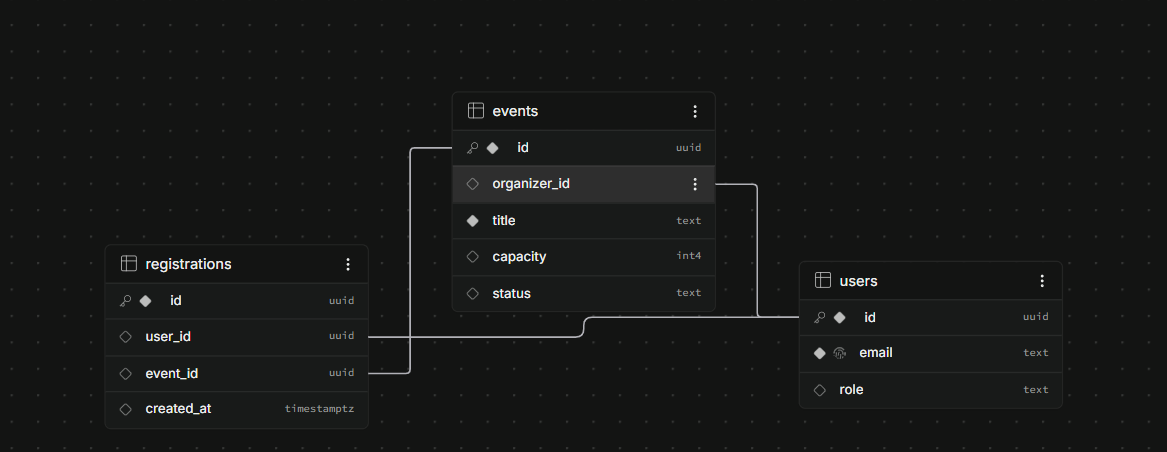 events
id uuid
organizer_id
title text
capacity int4
status text
registrations
id uuid
user_id uuid
event_id uuid
created_at timestamptz
users
id uuid
email text
role text